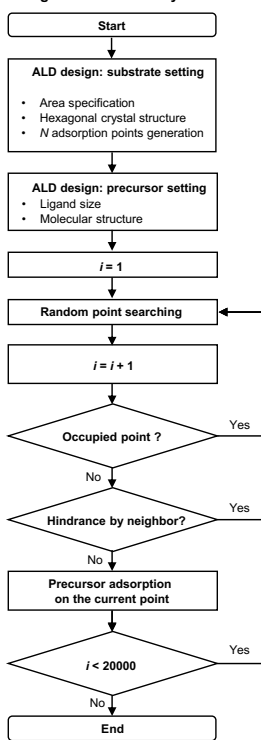 Start
ALD design: substrate setting
• Area specification
• Hexagonal crystal structure
• N adsorption points generation
ALD design: precursor setting
• Ligand size
• Molecular structure
i = 1
Random point searching
i = i + 1
Occupied point ?
Yes
No
Hindrance by neighbor?
Yes
No
Precursor adsorption
on the current point
i < 20000
Yes
No
End